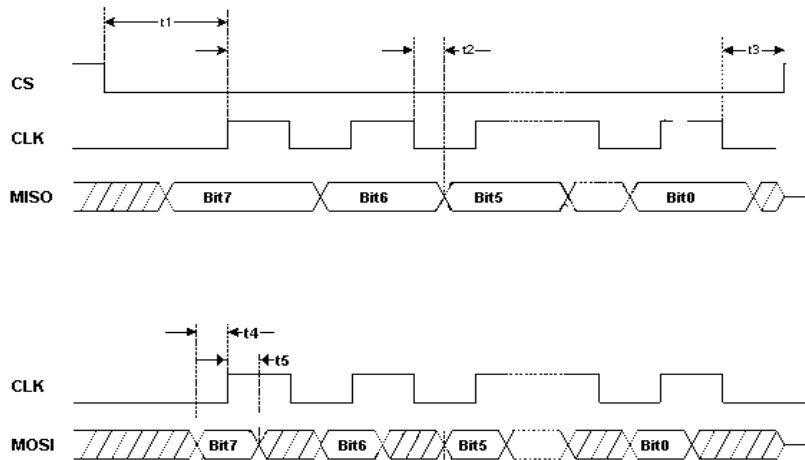 t1
t2
t3
CS
CLK
MISO Bit7 Bit6 Bit5 Bit0
t4
t5
CLK
MOSI Bit7 Bit6 Bit5 Bit0